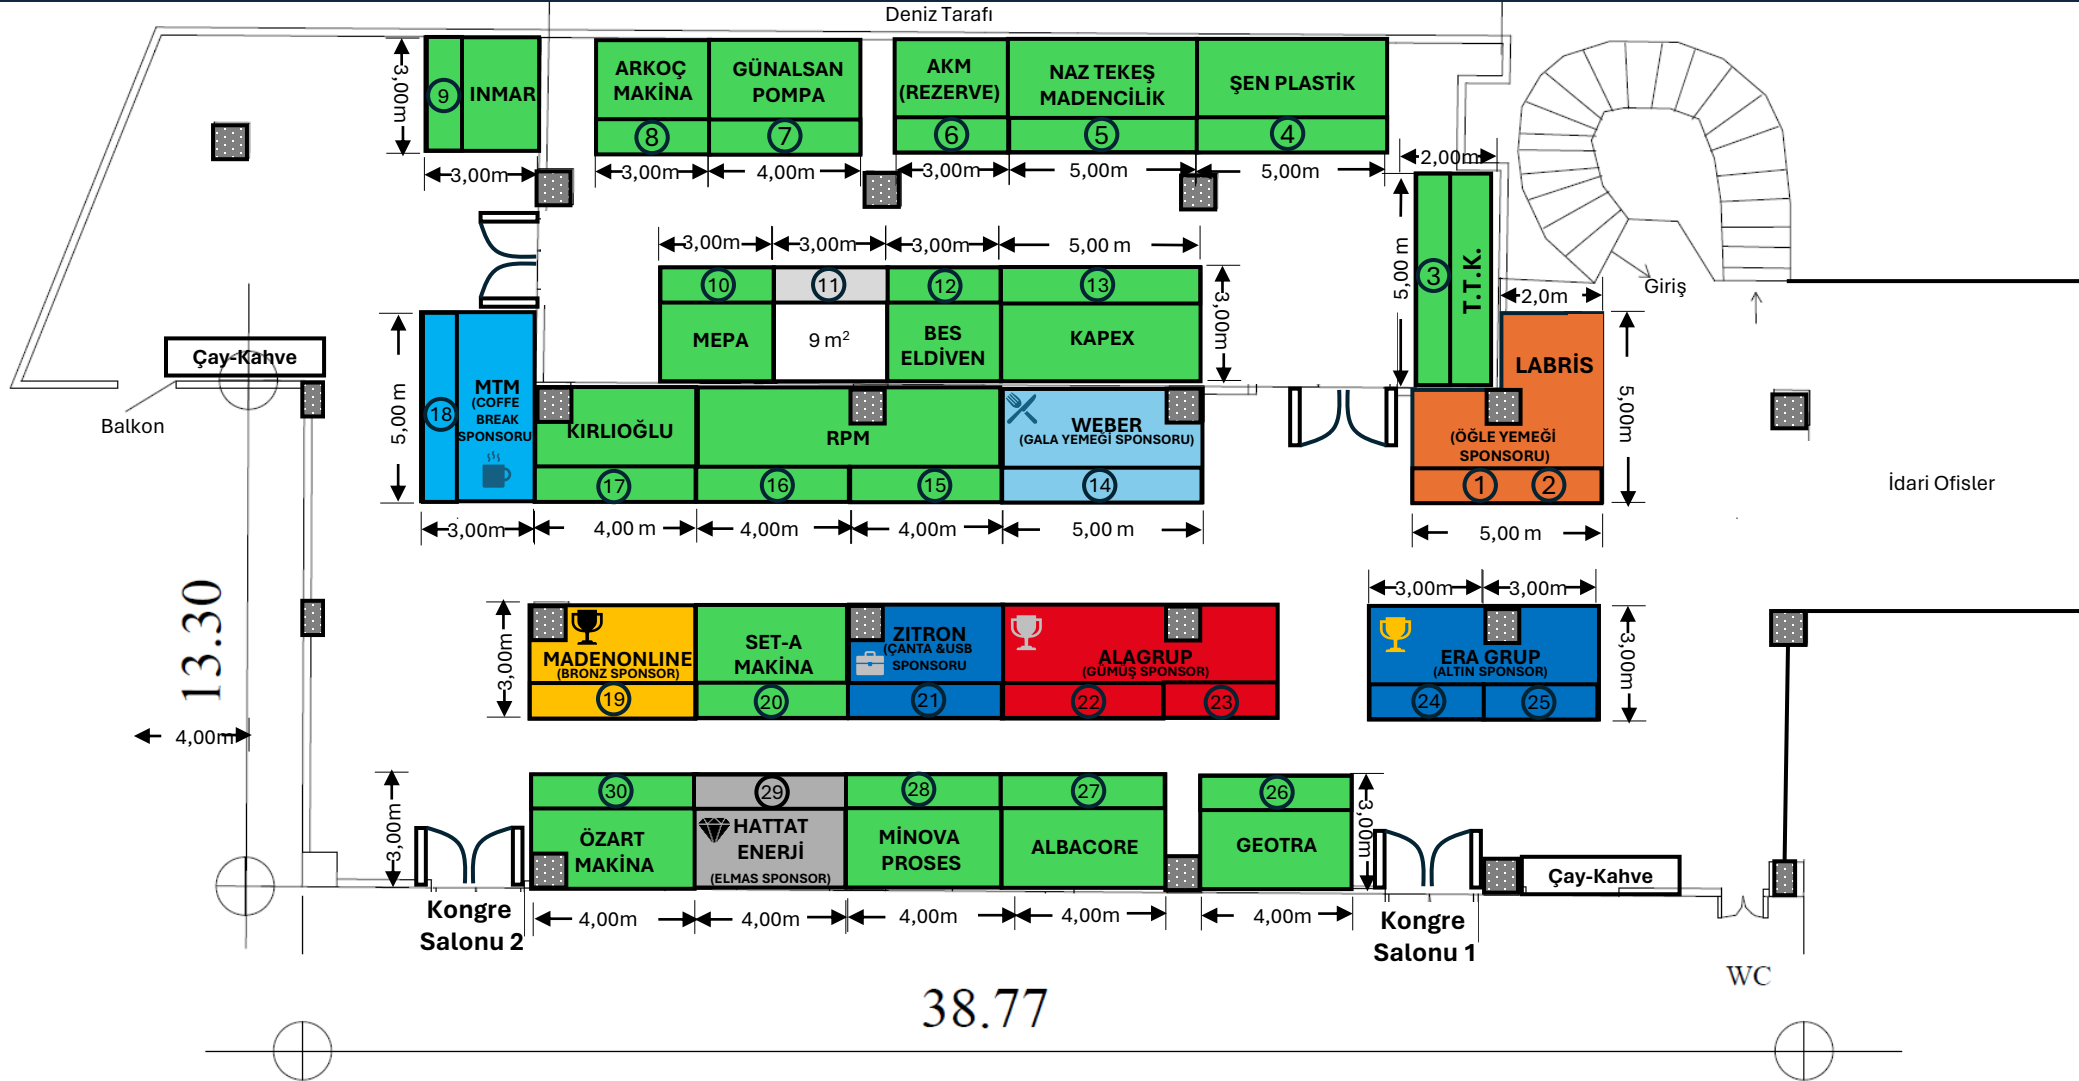 Deniz Tarafı
3,00m
9
INMAR
3,00m
ARKOÇ
MAKİNA
8
3,00m
GÜNALSAN
POMPA
7
4,00m
AKM
(REZERVE)
6
3,00m
NAZ TEKEŞ
MADENCİLİK
5
5,00m
ŞEN PLASTİK
4
5,00m
2,00m
5,00 m
3
T.T.K.
Giriş
2,0m
3,00m
3,00m
3,00m
5,00 m
10
11
12
13
MEPA
9 m²
BES
ELDİVEN
KAPEX
3,00m
Çay-Kahve
Balkon
5,00 m
18
MTM
(COFFE
BREAK
SPONSORU)
KIRLIOĞLU
17
RPM
16
15
WEBER
(GALA YEMEĞİ SPONSORU)
14
LABRİS
(ÖĞLE YEMEĞİ
SPONSORU)
1
2
5,00m
İdari Ofisler
3,00m
4,00 m
4,00m
4,00m
5,00 m
5,00 m
13.30
4,00m
3,00m
3,00m
3,00m
MADENONLINE
(BRONZ SPONSOR)
19
SET-A
MAKİNA
20
ZITRON
(ÇANTA &USB
SPONSORU
21
ALAGRUP
(GÜMÜŞ SPONSOR)
22
23
ERA GRUP
(ALTIN SPONSOR)
24
25
3,00m
3,00m
30
ÖZART
MAKİNA
29
HATTAT
ENERJİ
(ELMAS SPONSOR)
28
MİNOVA
PROSES
27
ALBACORE
26
GEOTRA
3,00m
Çay-Kahve
Kongre
Salonu 2
4,00m
4,00m
4,00m
4,00m
4,00m
Kongre
Salonu 1
WC
38.77